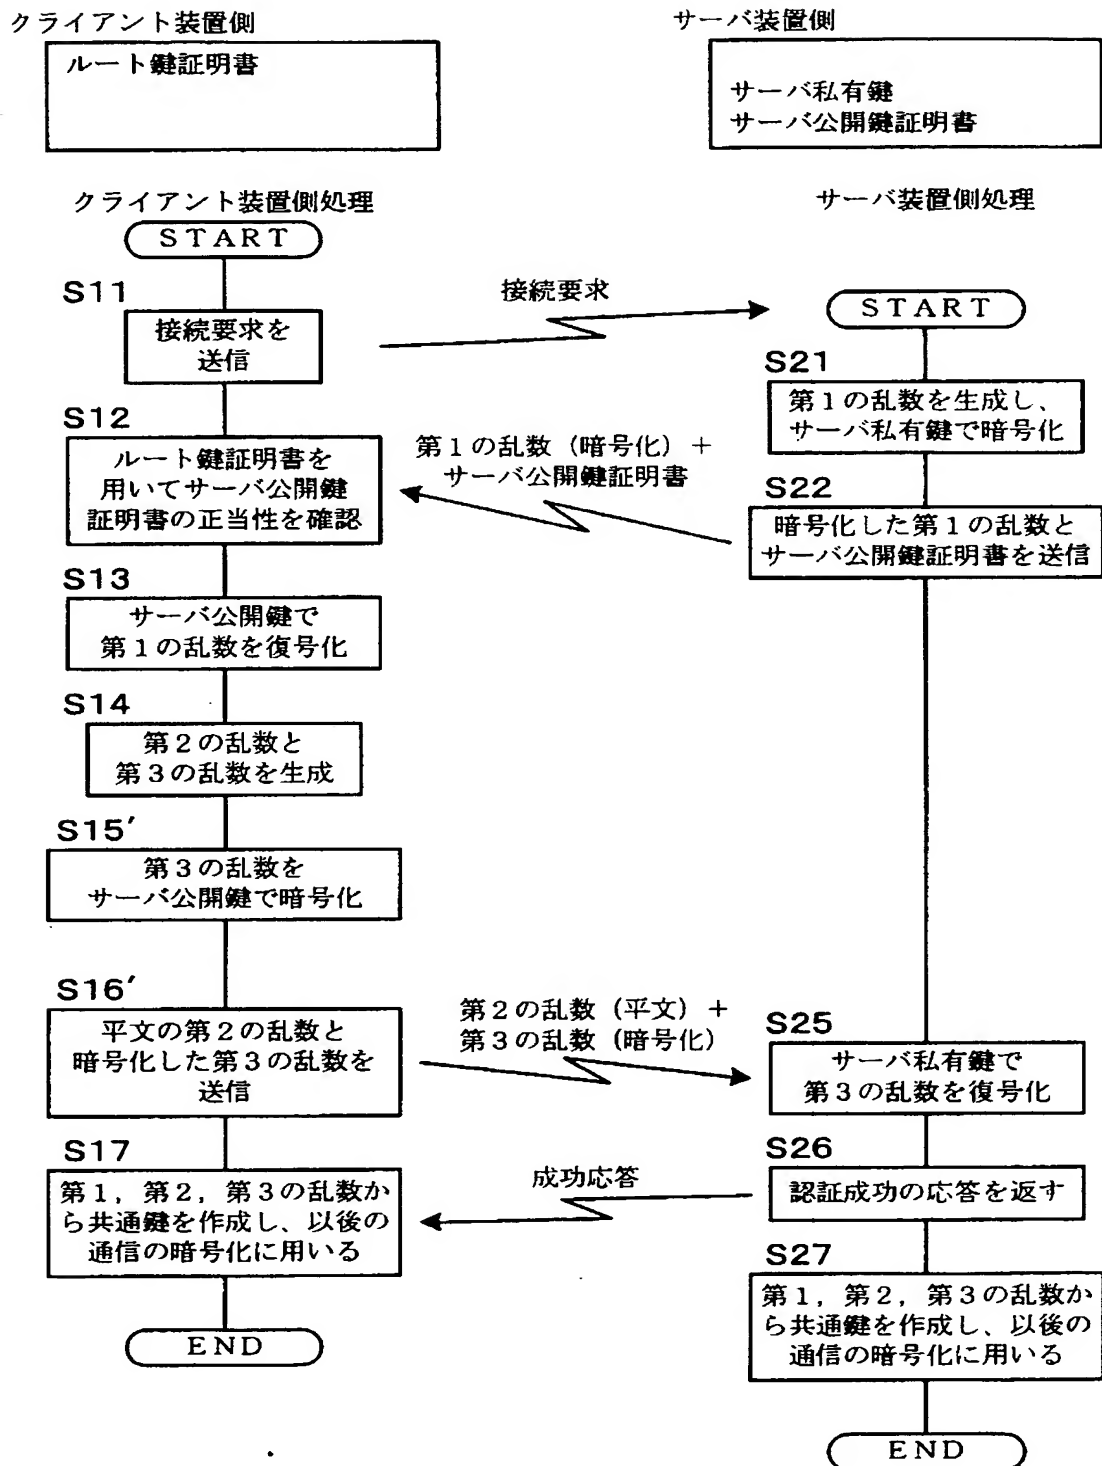 クライアント装置側
ルート鍵証明書
サーバ装置側
サーバ私有鍵
サーバ公開鍵証明書
クライアント装置側処理
START
S11
接続要求を
送信
接続要求
サーバ装置側処理
START
S21
第1の乱数を生成し、
サーバ私有鍵で暗号化
S12
ルート鍵証明書を
用いてサーバ公開鍵
証明書の正当性を確認
第1の乱数（暗号化）＋
サーバ公開鍵証明書
S22
暗号化した第1の乱数と
サーバ公開鍵証明書を送信
S13
サーバ公開鍵で
第1の乱数を復号化
S14
第2の乱数と
第3の乱数を生成
S15′
第3の乱数を
サーバ公開鍵で暗号化
S16′
平文の第2の乱数と
暗号化した第3の乱数を
送信
第2の乱数（平文）＋
第3の乱数（暗号化）
S25
サーバ私有鍵で
第3の乱数を復号化
S17
第1，第2，第3の乱数か
ら共通鍵を作成し、以後の
通信の暗号化に用いる
成功応答
S26
認証成功の応答を返す
S27
第1，第2，第3の乱数か
ら共通鍵を作成し、以後の
通信の暗号化に用いる
END
END